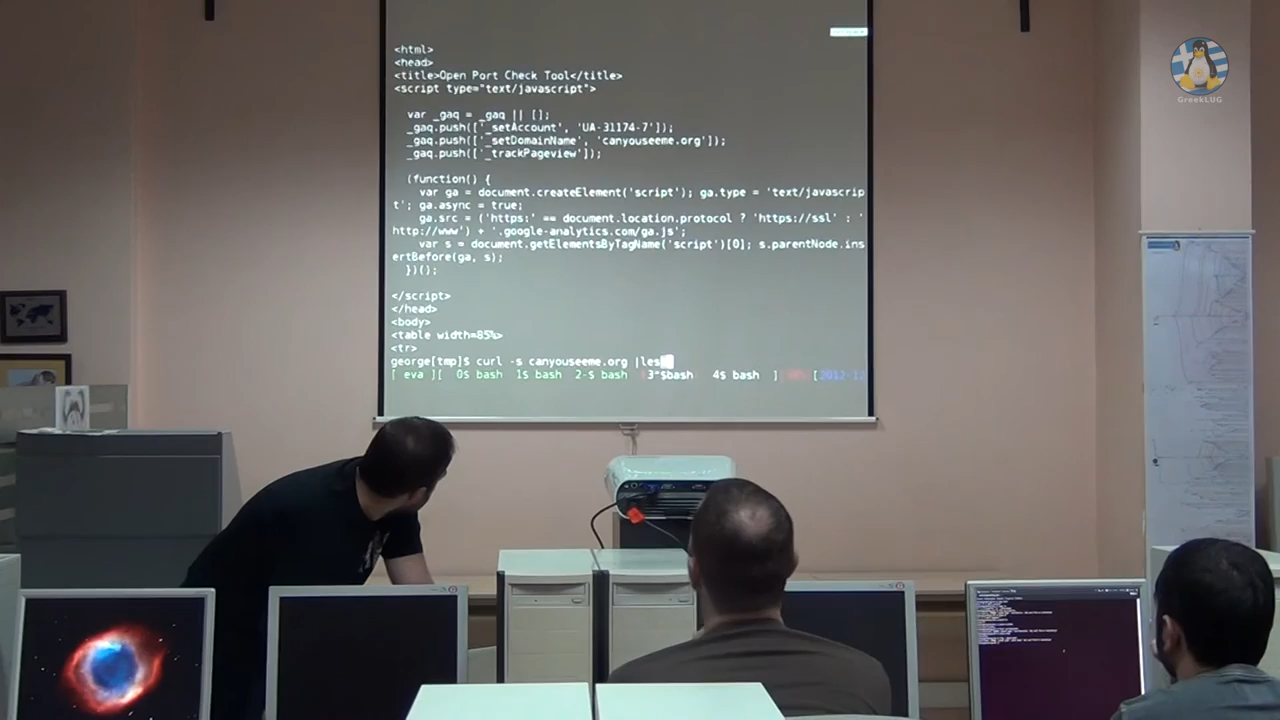 <html>
<head>
<title>Open Port Check Tool</title>
<script type="text/javascript">
var _gaq = _gaq || [];
_gaq.push(['_setAccount', 'UA-31174-7']);
_gaq.push(['_setDomainName', 'canyouseeme.org']);
_gaq.push(['_trackPageview']);
(function() {
var ga = document.createElement('script'); ga.type = 'text/javascrip
t'; ga.async = true;
ga.src = ('https:' == document.location.protocol ? 'https://ssl' : '
http://www') + '.google-analytics.com/ga.js';
var s = document.getElementsByTagName('script')[0]; s.parentNode.ins
ertBefore(ga, s);
})();
</script>
</head>
<body>
<table width=85%>
<tr>
george[tmp]$ curl -s canyouseeme.org |les
[ eva ][ 0$ bash 1$ bash 2-$ bash (3*$bash) 4$ bash ][2012-12
GreekLUG